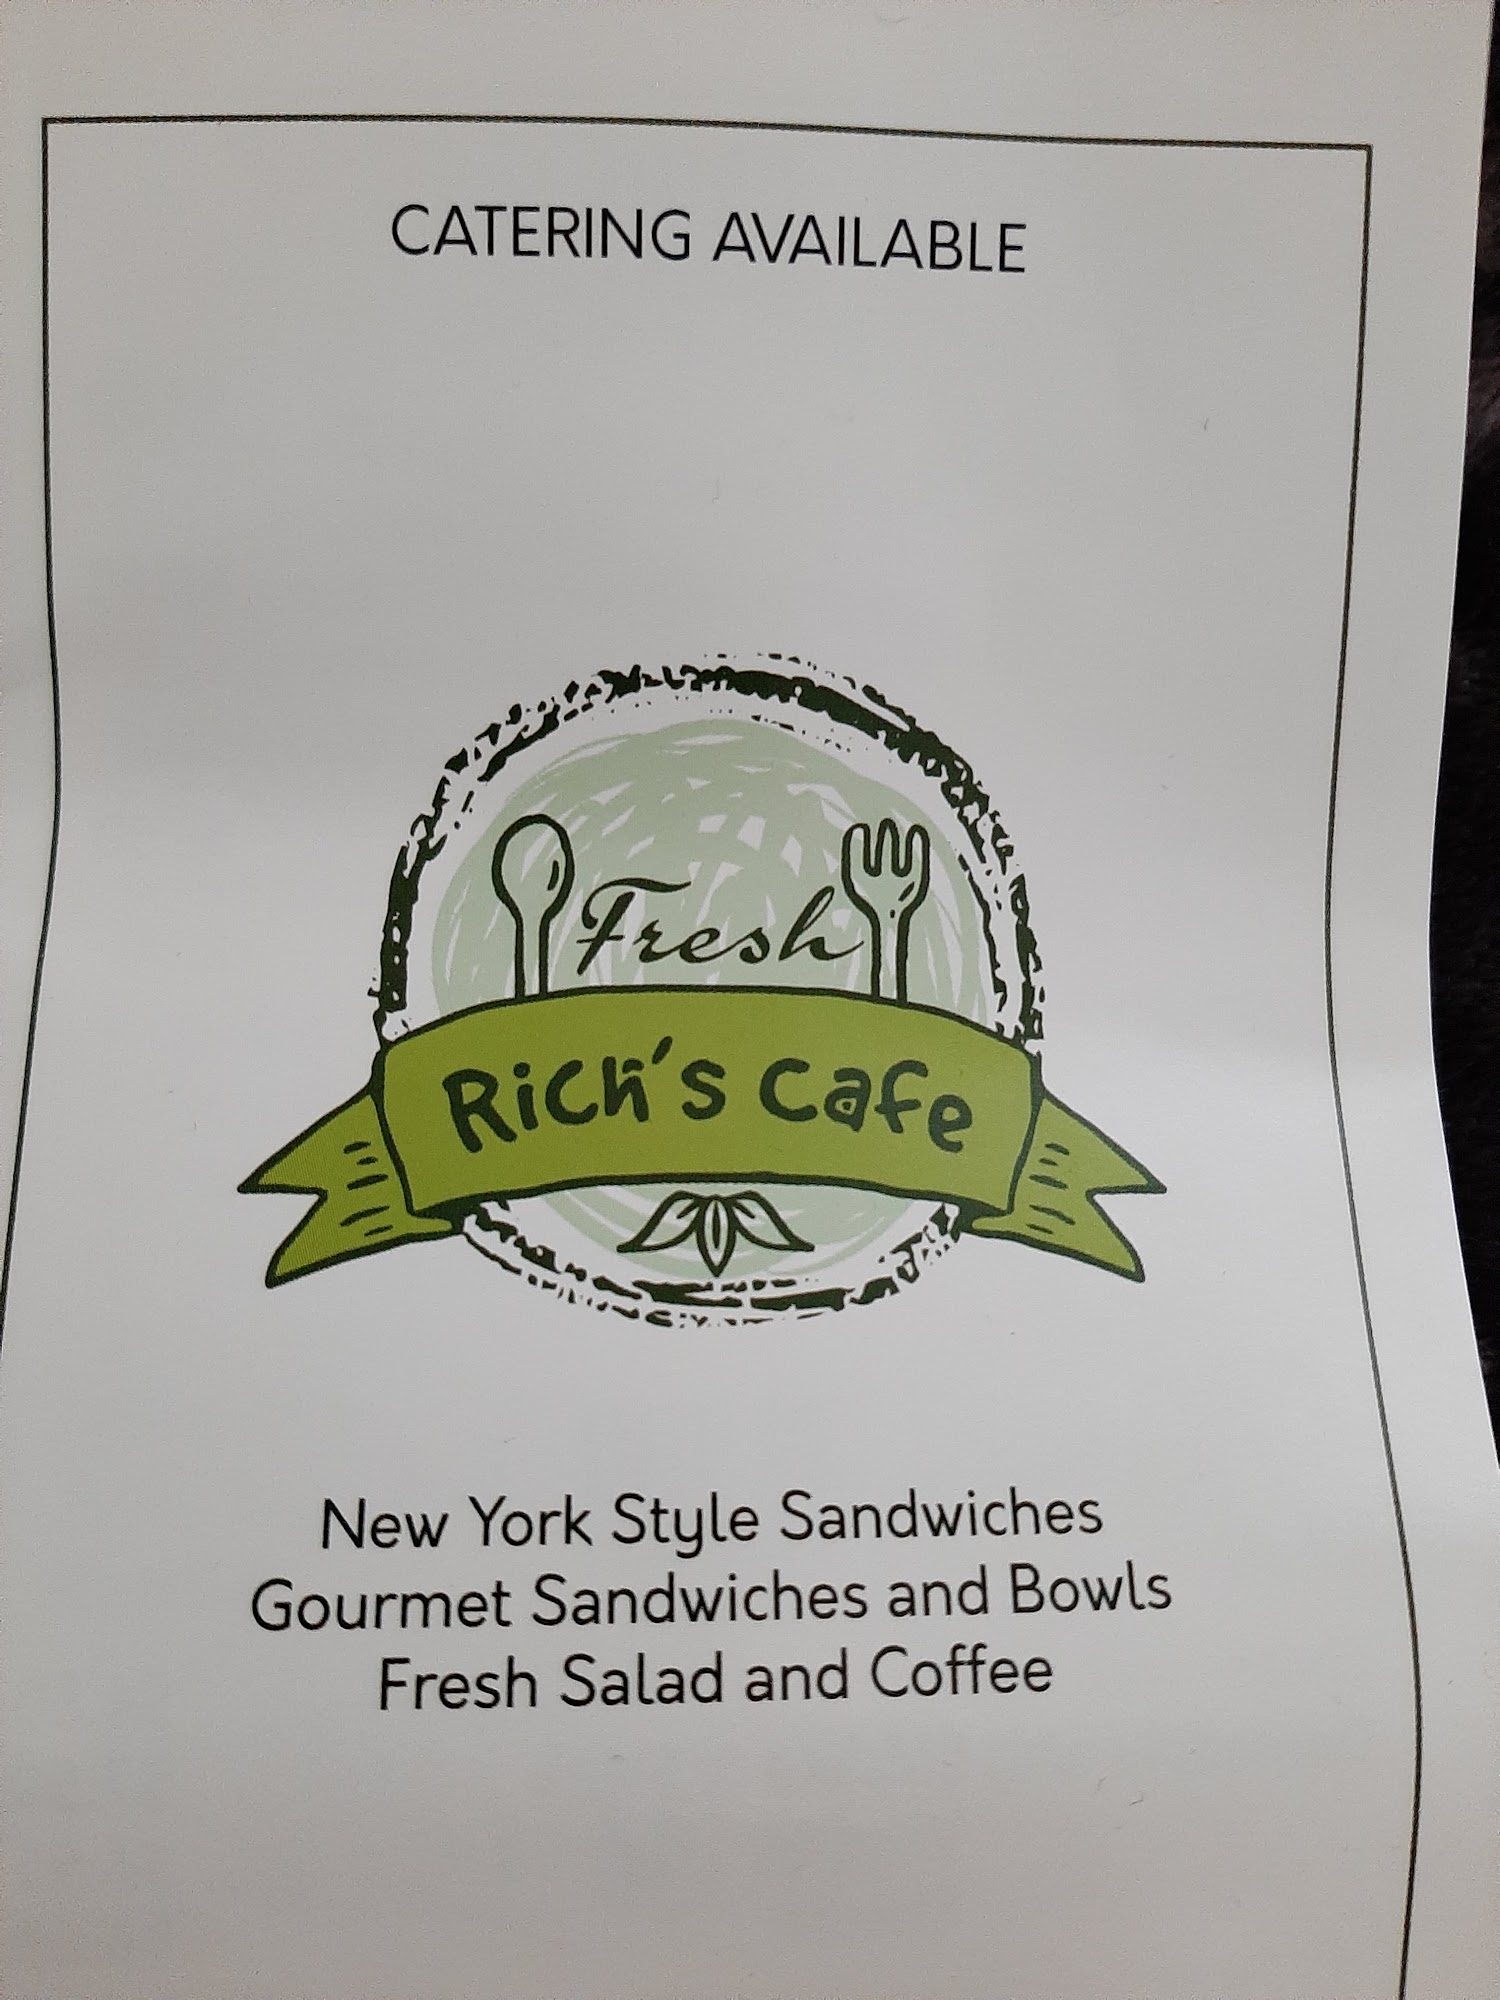 CATERING AVAILABLE
Fresh
Rich's Cafe
New York Style Sandwiches
Gourmet Sandwiches and Bowls
Fresh Salad and Coffee